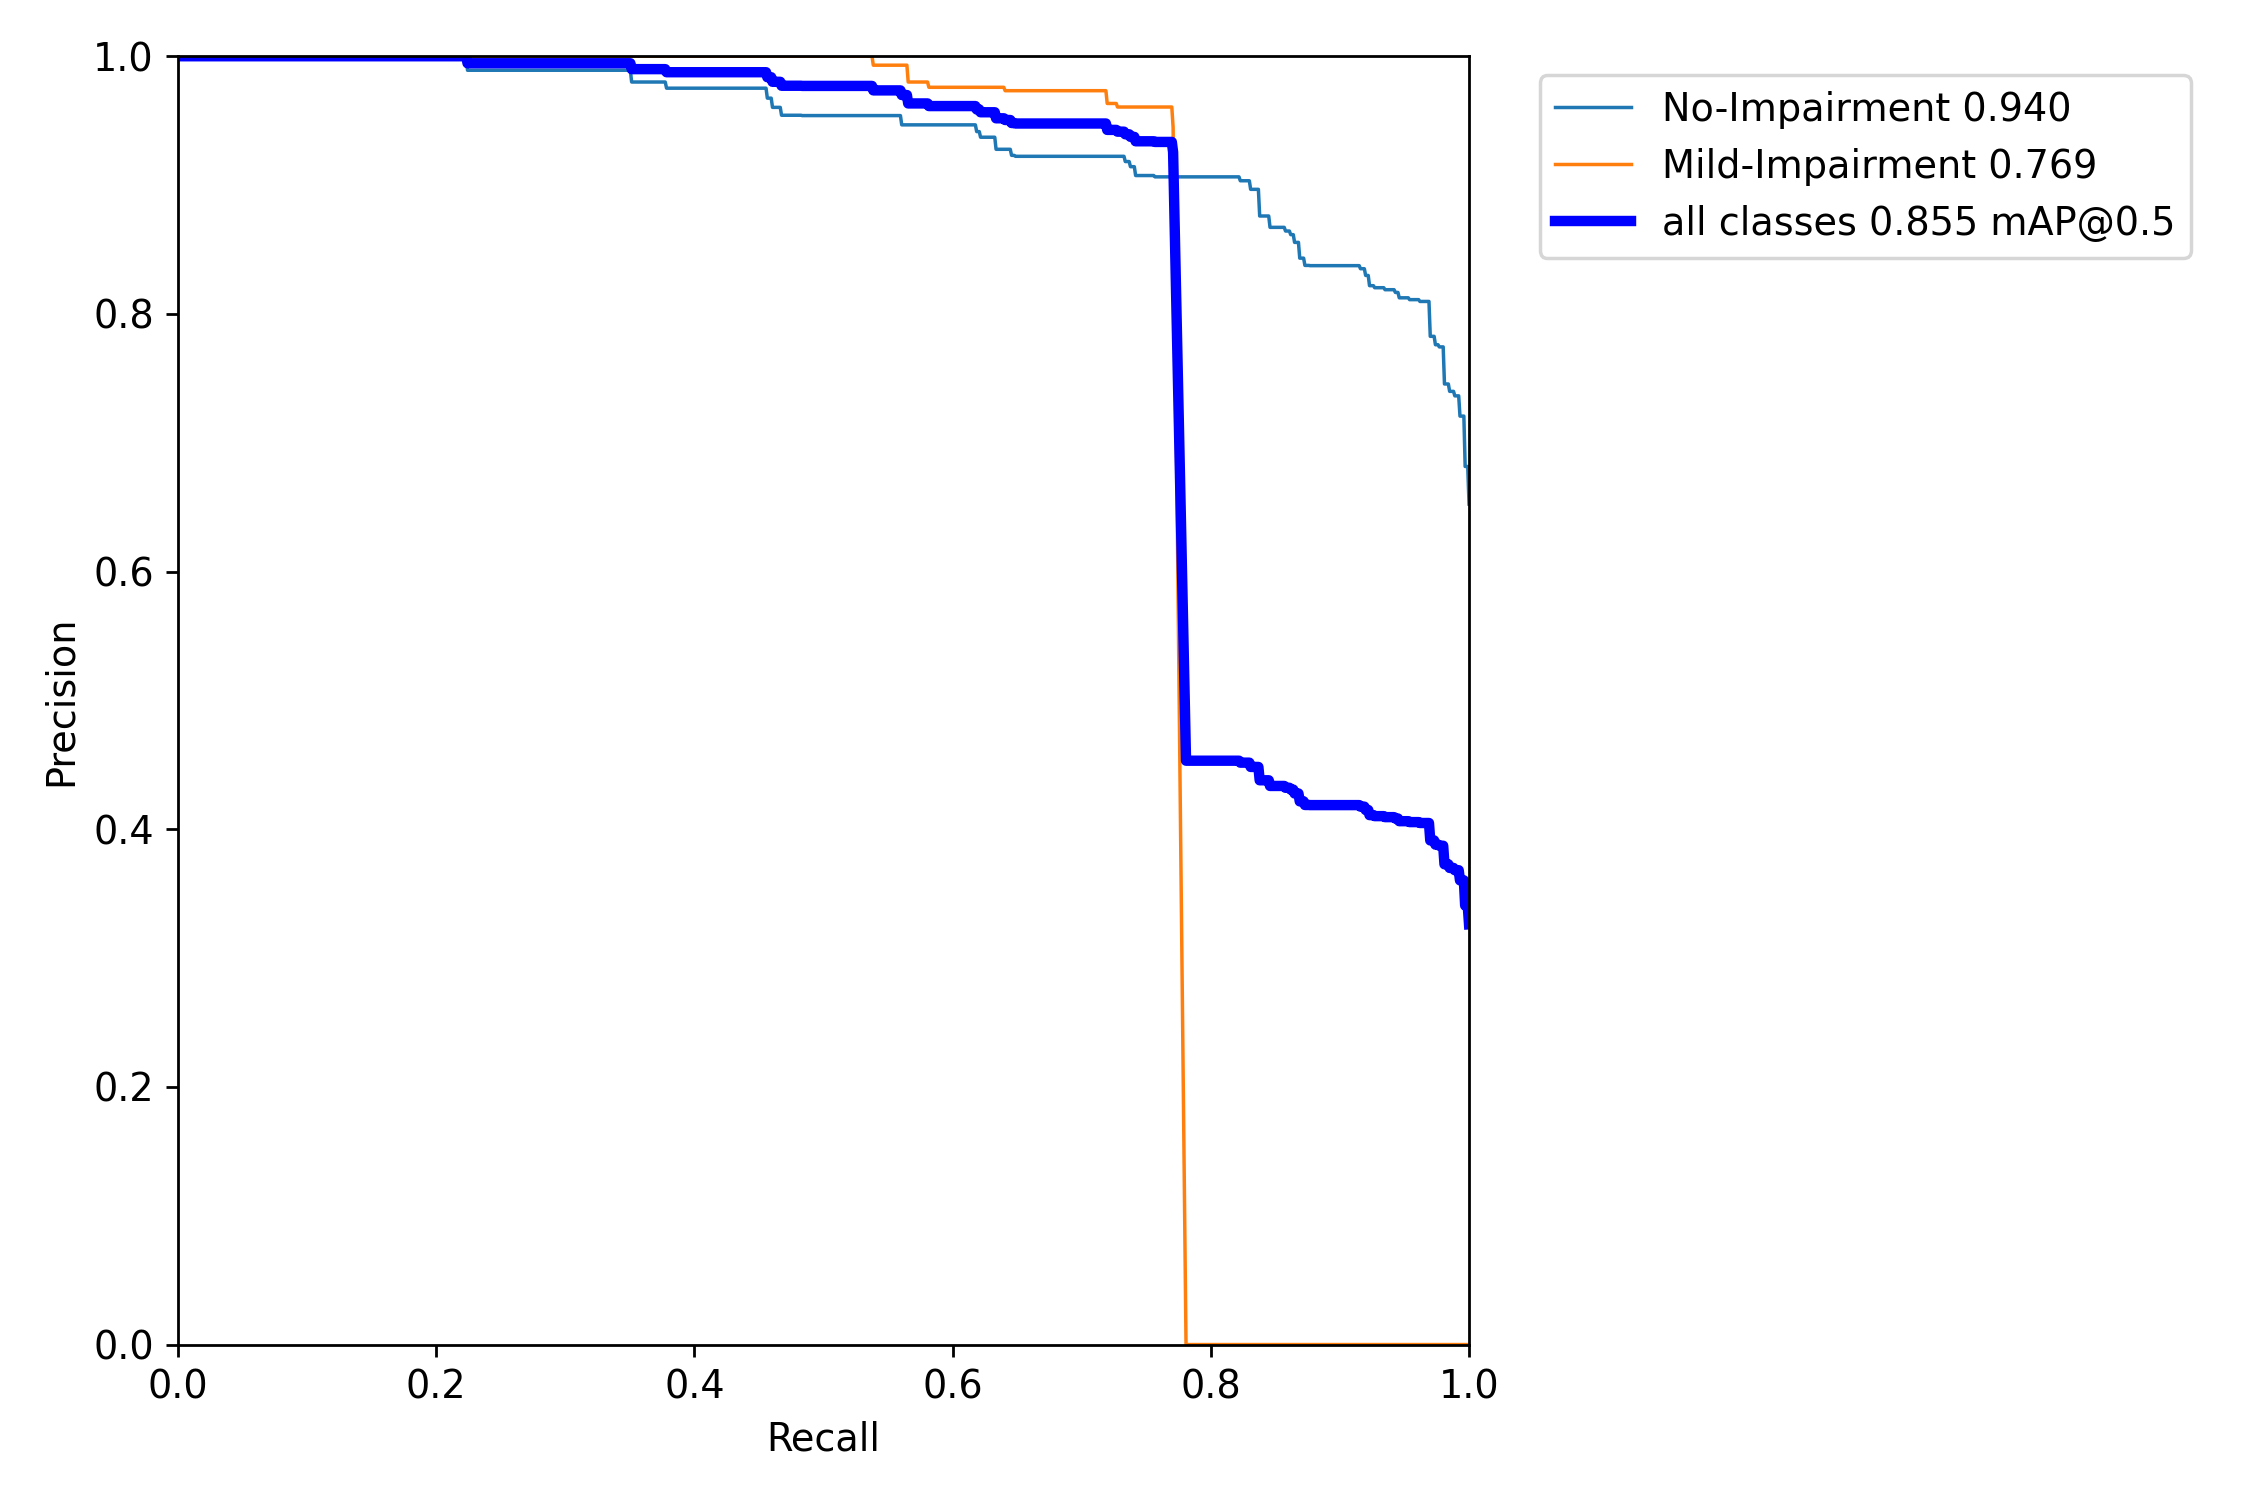 No-Impairment 0.940
Mild-Impairment 0.769
all classes 0.855 mAP@0.5
Precision
1.0
0.8
0.6
0.4
0.2
0.0
0.0 0.2 0.4 0.6 0.8 1.0
Recall